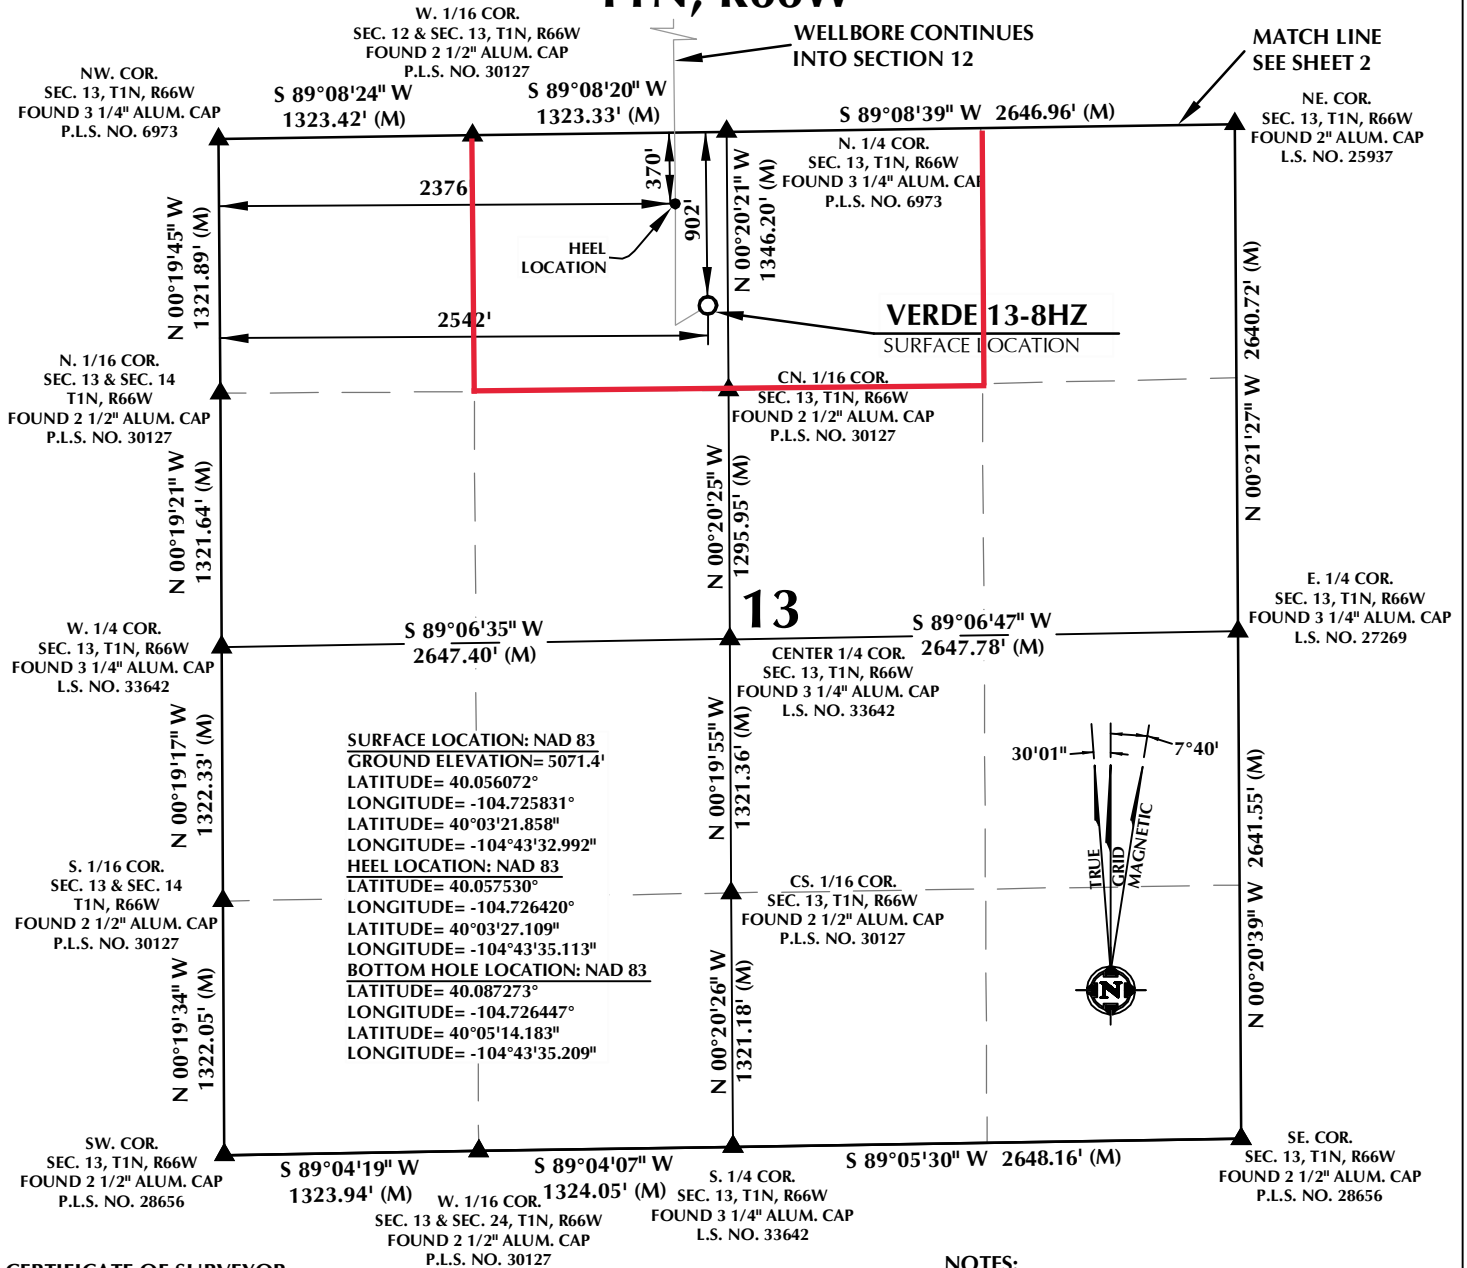 T1N, R66W
W. 1/16 COR.
SEC. 12 & SEC. 13, T1N, R66W
FOUND 2 1/2" ALUM. CAP
P.L.S. NO. 30127
WELLBORE CONTINUES
INTO SECTION 12
MATCH LINE
SEE SHEET 2
NW. COR.
SEC. 13, T1N, R66W
FOUND 3 1/4" ALUM. CAP
P.L.S. NO. 6973
S 89°08'24" W
1323.42' (M)
S 89°08'20" W
1323.33' (M)
S 89°08'39" W 2646.96' (M)
NE. COR.
SEC. 13, T1N, R66W
FOUND 2" ALUM. CAP
L.S. NO. 25937
N. 1/4 COR.
SEC. 13, T1N, R66W
FOUND 3 1/4" ALUM. CAP
P.L.S. NO. 6973
370'
2376
902'
N 00°20'21" W
1346.20' (M)
N 00°19'45" W
1321.89' (M)
HEEL
LOCATION
2542'
VERDE 13-8HZ
SURFACE LOCATION
N 00°21'27" W 2640.72' (M)
N. 1/16 COR.
SEC. 13 & SEC. 14
T1N, R66W
FOUND 2 1/2" ALUM. CAP
P.L.S. NO. 30127
CN. 1/16 COR.
SEC. 13, T1N, R66W
FOUND 2 1/2" ALUM. CAP
P.L.S. NO. 30127
N 00°19'21" W
1321.64' (M)
N 00°20'25" W
1295.95' (M)
13
W. 1/4 COR.
SEC. 13, T1N, R66W
FOUND 3 1/4" ALUM. CAP
L.S. NO. 33642
S 89°06'35" W
2647.40' (M)
S 89°06'47" W
2647.78' (M)
E. 1/4 COR.
SEC. 13, T1N, R66W
FOUND 3 1/4" ALUM. CAP
L.S. NO. 27269
CENTER 1/4 COR.
SEC. 13, T1N, R66W
FOUND 3 1/4" ALUM. CAP
L.S. NO. 33642
N 00°19'17" W
1322.33' (M)
SURFACE LOCATION: NAD 83
GROUND ELEVATION= 5071.4'
LATITUDE= 40.056072°
LONGITUDE= -104.725831°
LATITUDE= 40°03'21.858"
LONGITUDE= -104°43'32.992"
HEEL LOCATION: NAD 83
LATITUDE= 40.057530°
LONGITUDE= -104.726420°
LATITUDE= 40°03'27.109"
LONGITUDE= -104°43'35.113"
BOTTOM HOLE LOCATION: NAD 83
LATITUDE= 40.087273°
LONGITUDE= -104.726447°
LATITUDE= 40°05'14.183"
LONGITUDE= -104°43'35.209"
N 00°19'55" W
1321.36' (M)
30'01"
7°40'
TRUE
GRID
MAGNETIC
N
N 00°20'39" W 2641.55' (M)
S. 1/16 COR.
SEC. 13 & SEC. 14
T1N, R66W
FOUND 2 1/2" ALUM. CAP
P.L.S. NO. 30127
CS. 1/16 COR.
SEC. 13, T1N, R66W
FOUND 2 1/2" ALUM. CAP
P.L.S. NO. 30127
N 00°19'34" W
1322.05' (M)
N 00°20'26" W
1321.18' (M)
SW. COR.
SEC. 13, T1N, R66W
FOUND 2 1/2" ALUM. CAP
P.L.S. NO. 28656
S 89°04'19" W
1323.94' (M)
S 89°04'07" W
1324.05' (M)
W. 1/16 COR.
SEC. 13 & SEC. 24, T1N, R66W
FOUND 2 1/2" ALUM. CAP
P.L.S. NO. 30127
S. 1/4 COR.
SEC. 13, T1N, R66W
FOUND 3 1/4" ALUM. CAP
L.S. NO. 33642
S 89°05'30" W 2648.16' (M)
SE. COR.
SEC. 13, T1N, R66W
FOUND 2 1/2" ALUM. CAP
P.L.S. NO. 28656
CERTIFICATE OF SURVEYOR
NOTES: